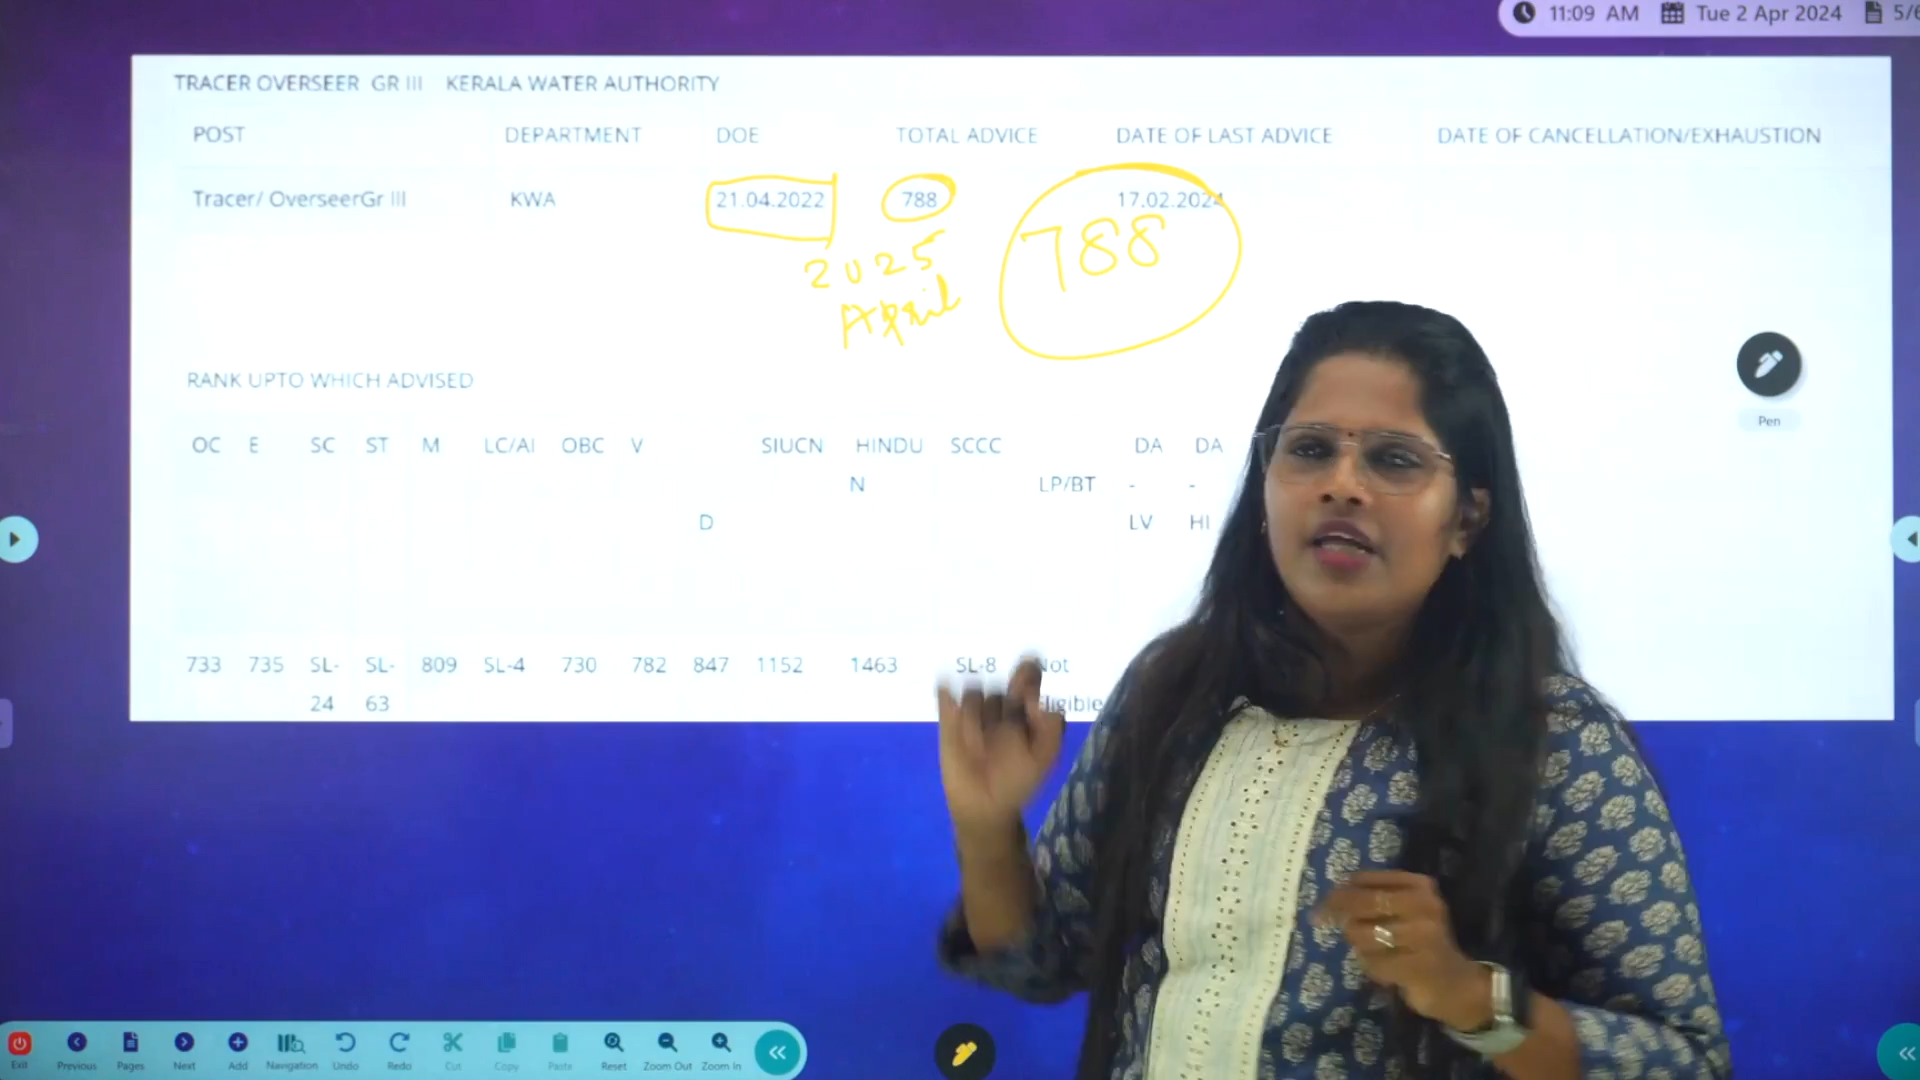 11:09 AM Tue 2 Apr 2024 5/6
TRACER OVERSEER GR III KERALA WATER AUTHORITY
POST DEPARTMENT DOE TOTAL ADVICE DATE OF LAST ADVICE DATE OF CANCELLATION/EXHAUSTION
Tracer/ OverseerGr III KWA 21.04.2022 788 17.02.2024
2025 788
April
RANK UPTO WHICH ADVISED
Pen
OC E SC ST M LC/AI OBC V SIUCN HINDU SCCC DA DA
N LP/BT - -
D LV HI
733 735 SL- SL- 809 SL-4 730 782 847 1152 1463 SL-8 Not
24 63 Eligible
Exit Previous Pages Next Add Navigation Undo Redo Cut Copy Paste Reset Zoom Out Zoom In